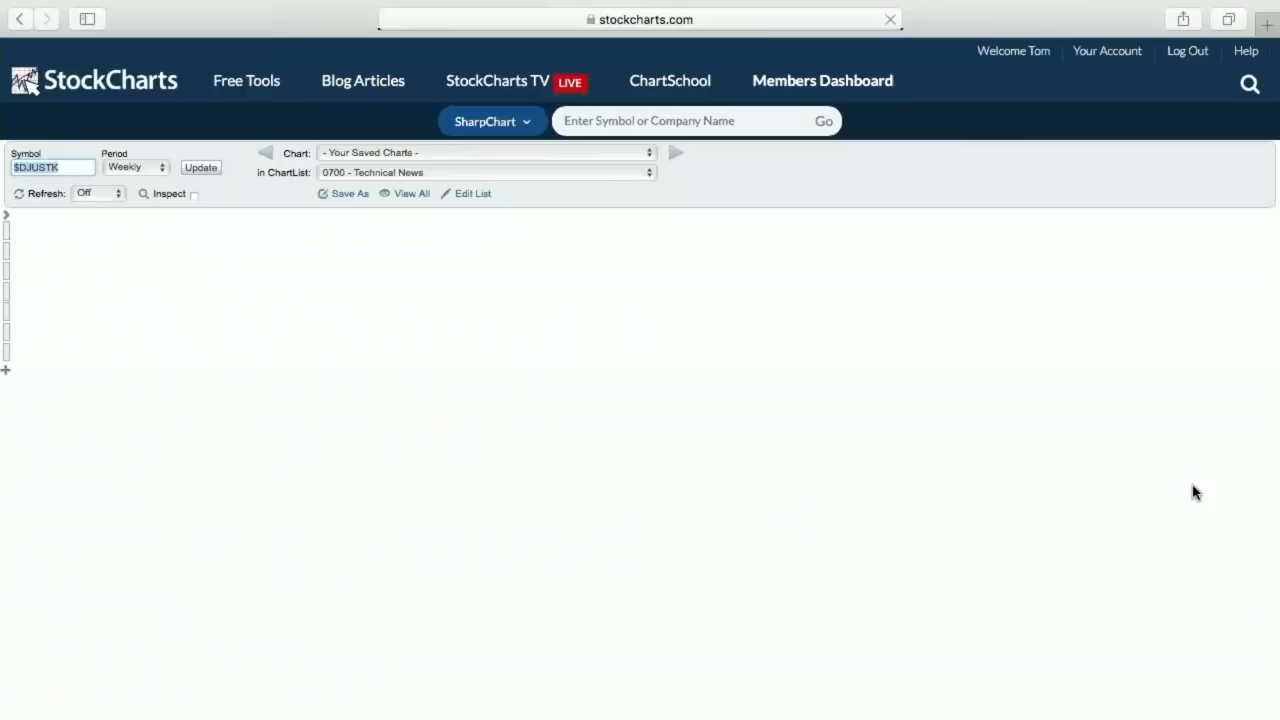 stockcharts.com
Welcome Tom Your Account Log Out Help
StockCharts Free Tools Blog Articles StockCharts TV LIVE ChartSchool Members Dashboard
SharpChart Enter Symbol or Company Name Go
Symbol Period Chart: - Your Saved Charts -
$DJUSTK Weekly Update in ChartList: 0700 - Technical News
Refresh: Off Inspect Save As View All Edit List